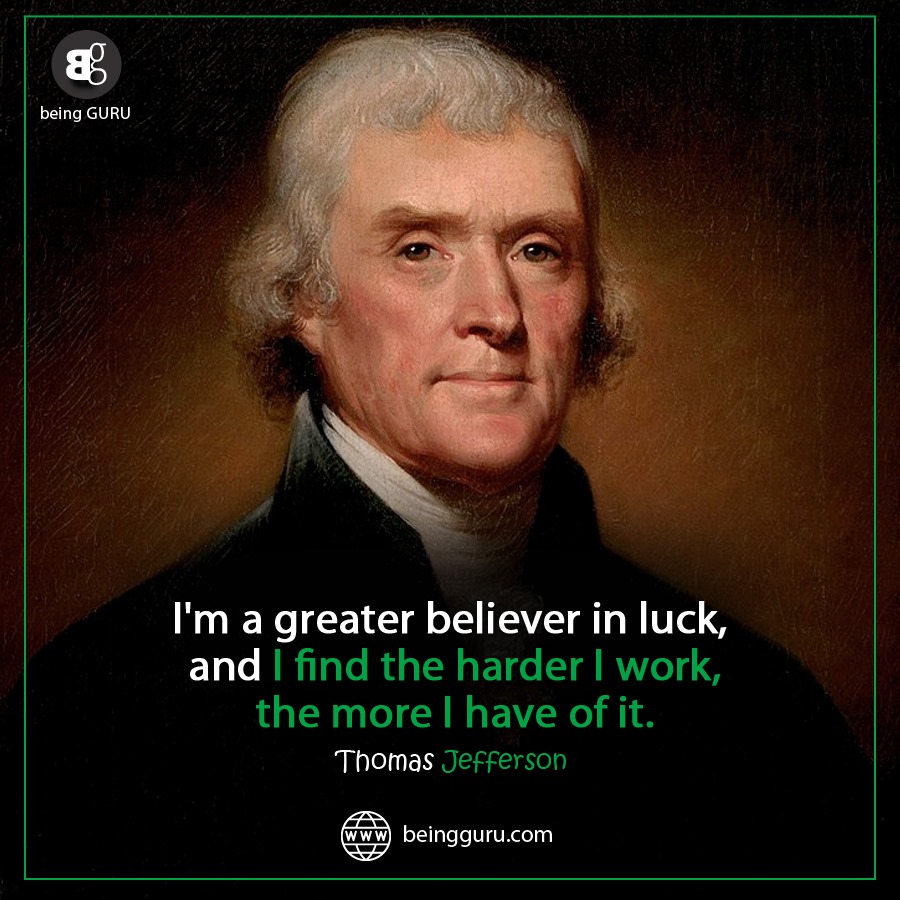 Bg
being GURU
I'm a greater believer in luck,
and I find the harder I work,
the more I have of it.
Thomas Jefferson
www beingguru.com